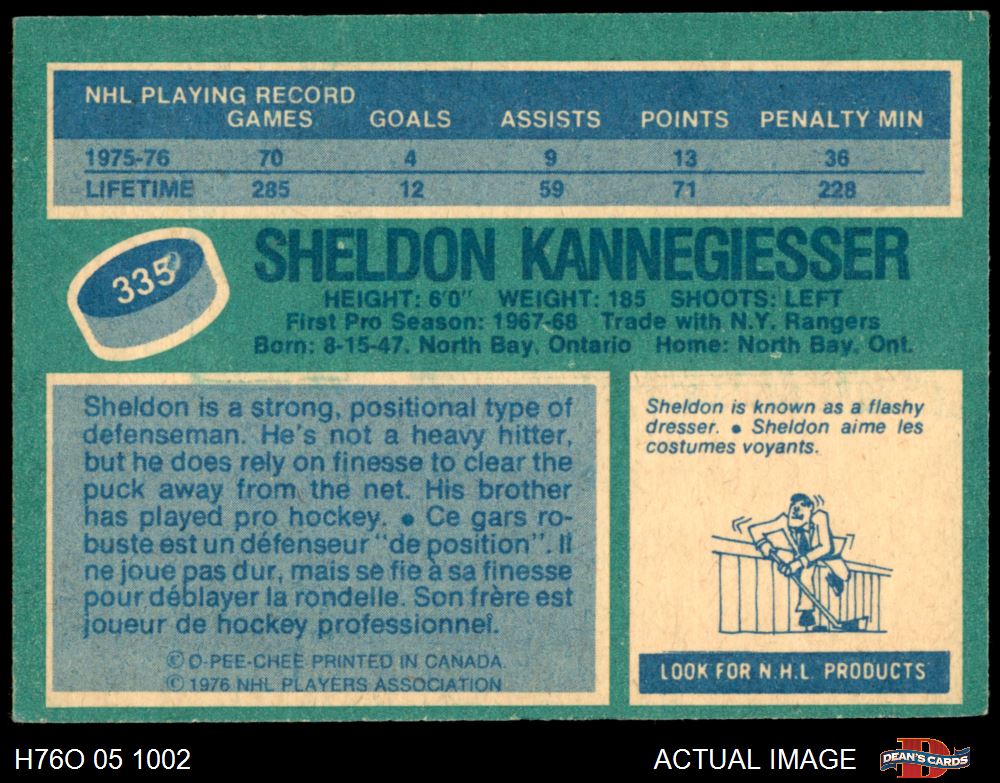 NHL PLAYING RECORD
GAMES GOALS ASSISTS POINTS PENALTY MIN
1975-76 70 4 9 13 36
LIFETIME 285 12 59 71 228
335
SHELDON KANNEGIESSER
HEIGHT: 6'0" WEIGHT: 185 SHOOTS: LEFT
First Pro Season: 1967-68 Trade with N.Y. Rangers
Born: 8-15-47, North Bay, Ontario Home: North Bay, Ont.
Sheldon is a strong, positional type of
defenseman. He's not a heavy hitter,
but he does rely on finesse to clear the
puck away from the net. His brother
has played pro hockey. • Ce gars ro-
buste est un défenseur "de position". Il
ne joue pas dur, mais se fie à sa finesse
pour déblayer la rondelle. Son frère est
joueur de hockey professionnel.
© O-PEE-CHEE PRINTED IN CANADA.
© 1976 NHL PLAYERS ASSOCIATION
Sheldon is known as a flashy
dresser. • Sheldon aime les
costumes voyants.
LOOK FOR N.H.L. PRODUCTS
H76O 05 1002
ACTUAL IMAGE
D
DEAN'S CARDS